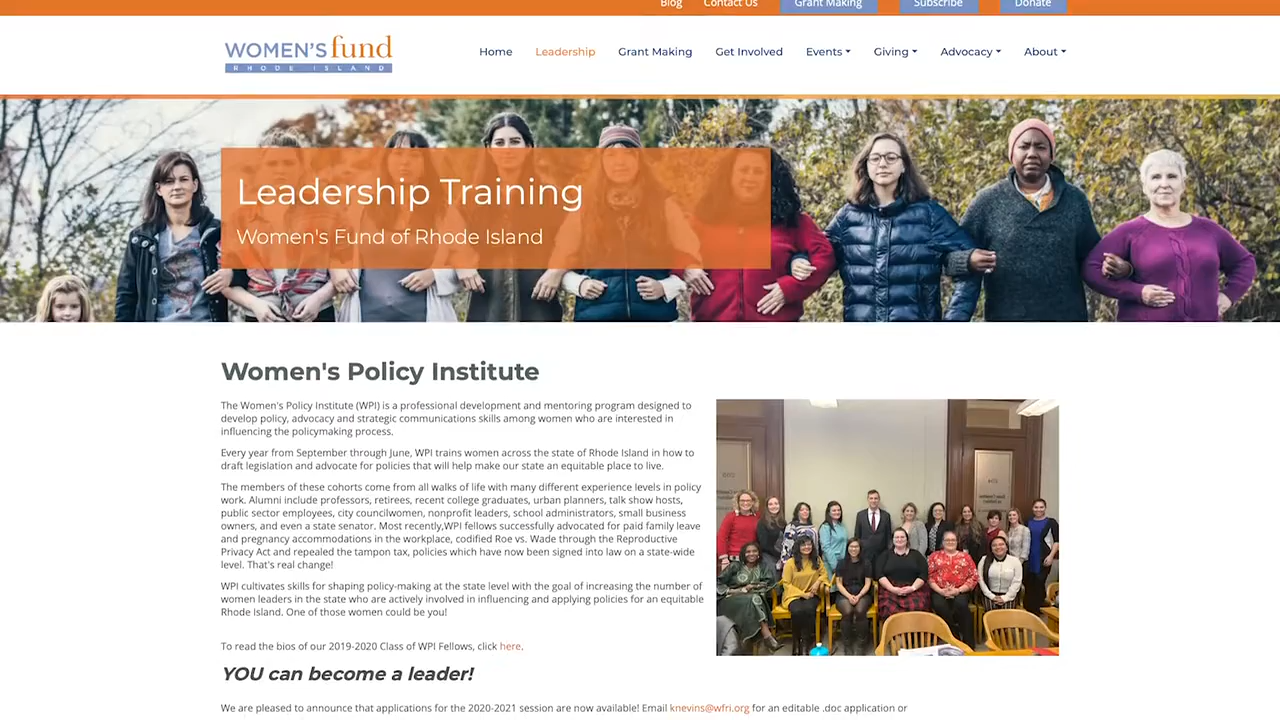 Blog Contact Us Grant Making Subscribe Donate
WOMEN'S fund
RHODE ISLAND
Home Leadership Grant Making Get Involved Events Giving Advocacy About
Leadership Training
Women's Fund of Rhode Island
Women's Policy Institute
The Women's Policy Institute (WPI) is a professional development and mentoring program designed to
develop policy, advocacy and strategic communications skills among women who are interested in
influencing the policymaking process.
Every year from September through June, WPI trains women across the state of Rhode Island in how to
draft legislation and advocate for policies that will help make our state an equitable place to live.
The members of these cohorts come from all walks of life with many different experience levels in policy
work. Alumni include professors, retirees, recent college graduates, urban planners, talk show hosts,
public sector employees, city councilwomen, nonprofit leaders, school administrators, small business
owners, and even a state senator. Most recently,WPI fellows successfully advocated for paid family leave
and pregnancy accommodations in the workplace, codified Roe vs. Wade through the Reproductive
Privacy Act and repealed the tampon tax, policies which have now been signed into law on a state-wide
level. That's real change!
WPI cultivates skills for shaping policy-making at the state level with the goal of increasing the number of
women leaders in the state who are actively involved in influencing and applying policies for an equitable
Rhode Island. One of those women could be you!
To read the bios of our 2019-2020 Class of WPI Fellows, click here.
YOU can become a leader!
We are pleased to announce that applications for the 2020-2021 session are now available! Email knevins@wfri.org for an editable .doc application or